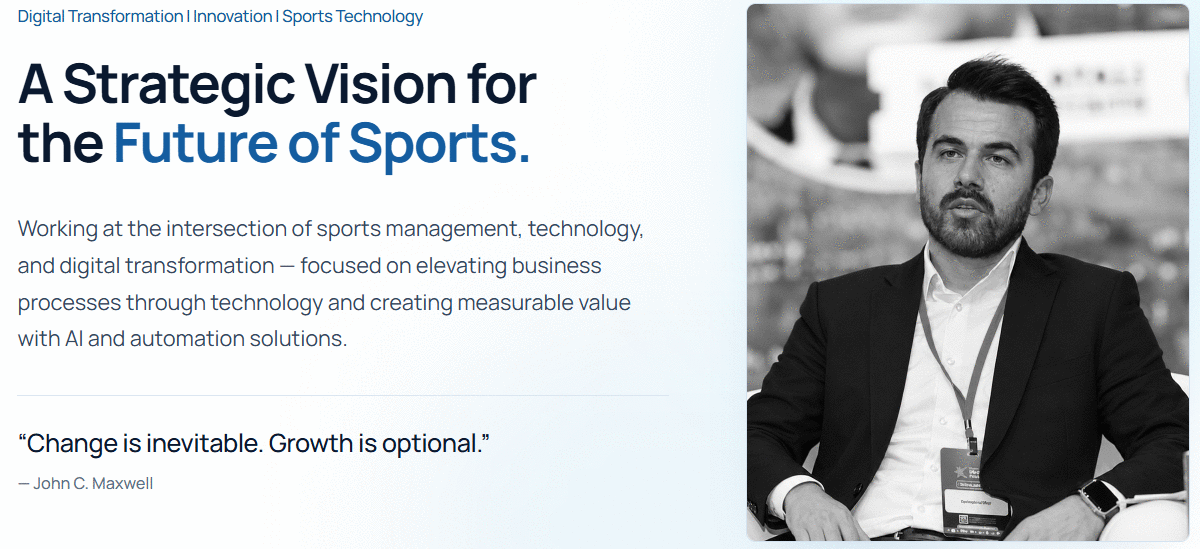 Digital Transformation | Innovation | Sports Technology
A Strategic Vision for
the Future of Sports.
Working at the intersection of sports management, technology,
and digital transformation — focused on elevating business
processes through technology and creating measurable value
with AI and automation solutions.
“Change is inevitable. Growth is optional.”
— John C. Maxwell